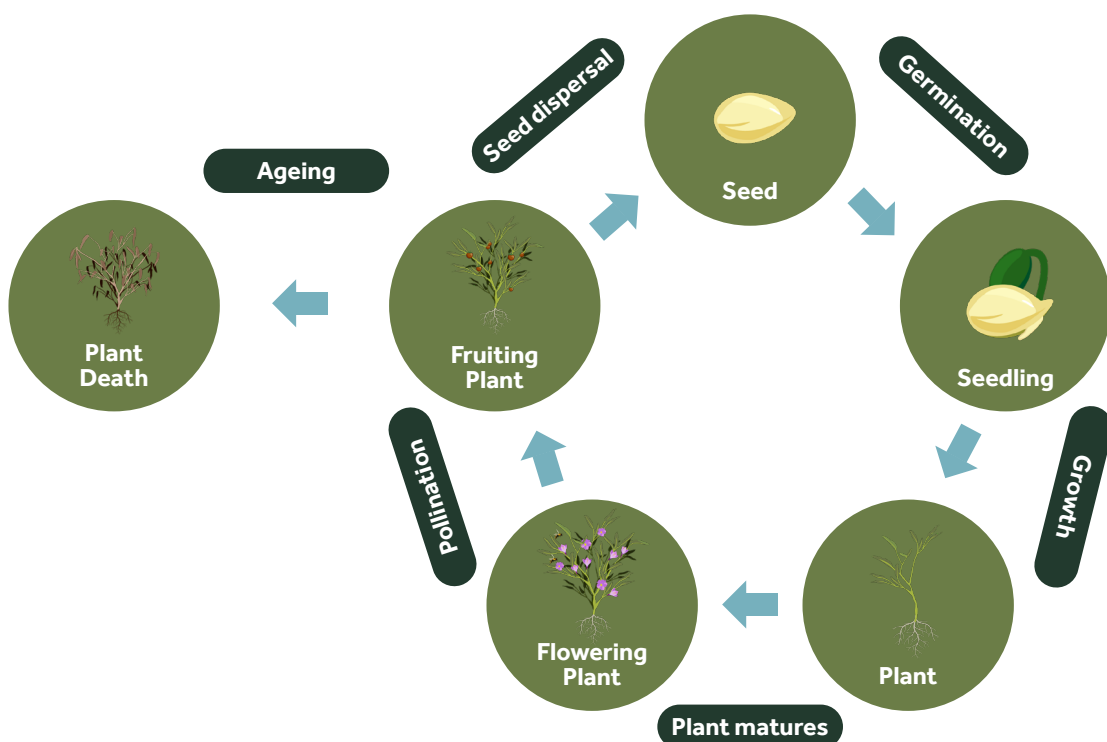 Seed dispersal
Germination
Ageing
Seed
Plant
Death
Fruiting
Plant
Seedling
Pollination
Growth
Flowering
Plant
Plant
Plant matures